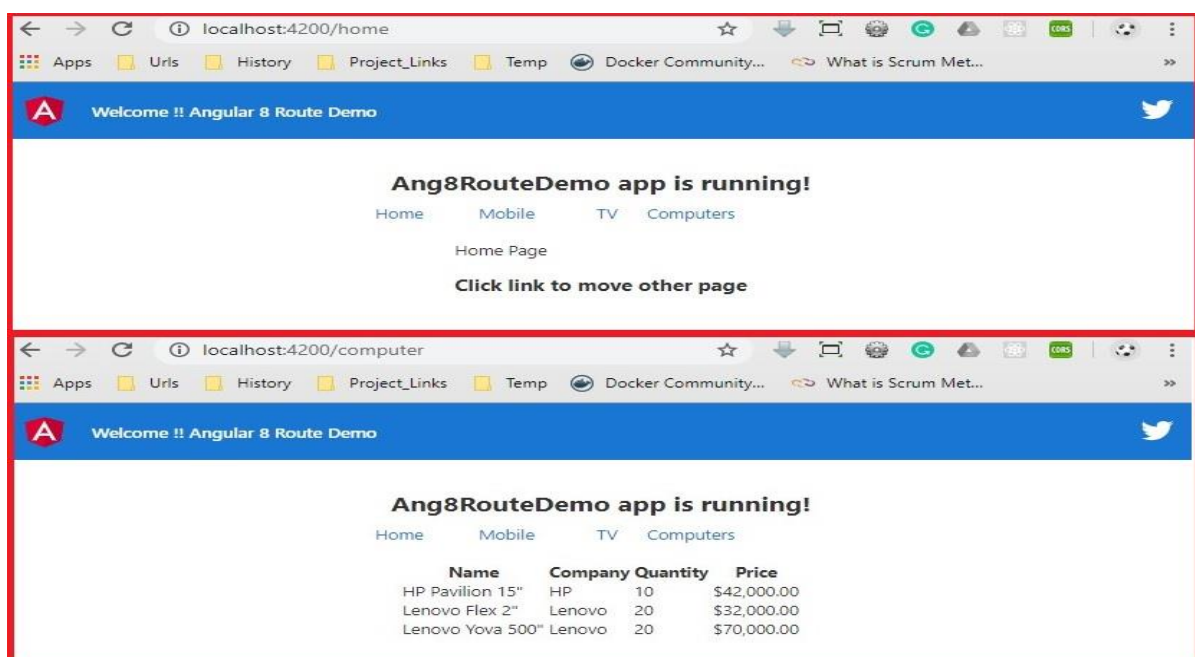 localhost:4200/home
CORS
Apps Urls History Project_Links Temp Docker Community... What is Scrum Met... »
Welcome !! Angular 8 Route Demo
Ang8RouteDemo app is running!
Home Mobile TV Computers
Home Page
Click link to move other page
localhost:4200/computer
CORS
Apps Urls History Project_Links Temp Docker Community... What is Scrum Met... »
Welcome !! Angular 8 Route Demo
Ang8RouteDemo app is running!
Home Mobile TV Computers
Name Company Quantity Price
HP Pavilion 15" HP 10 $42,000.00
Lenovo Flex 2" Lenovo 20 $32,000.00
Lenovo Yova 500" Lenovo 20 $70,000.00